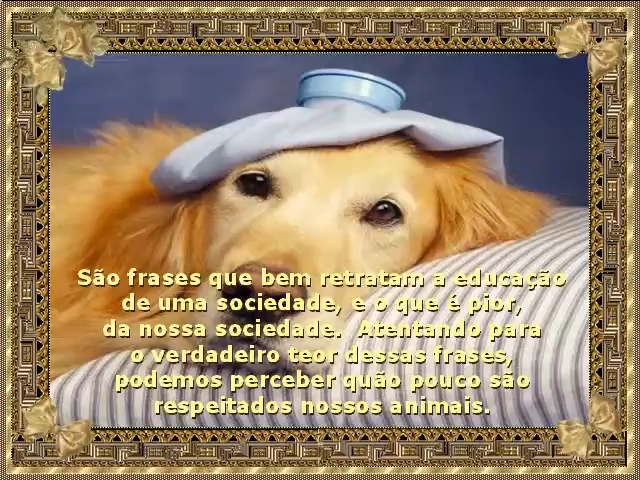 São frases que bem retratam a educação
de uma sociedade, e o que é pior,
da nossa sociedade.  Atentando para
o verdadeiro teor dessas frases,
podemos perceber quão pouco são
respeitados nossos animais.